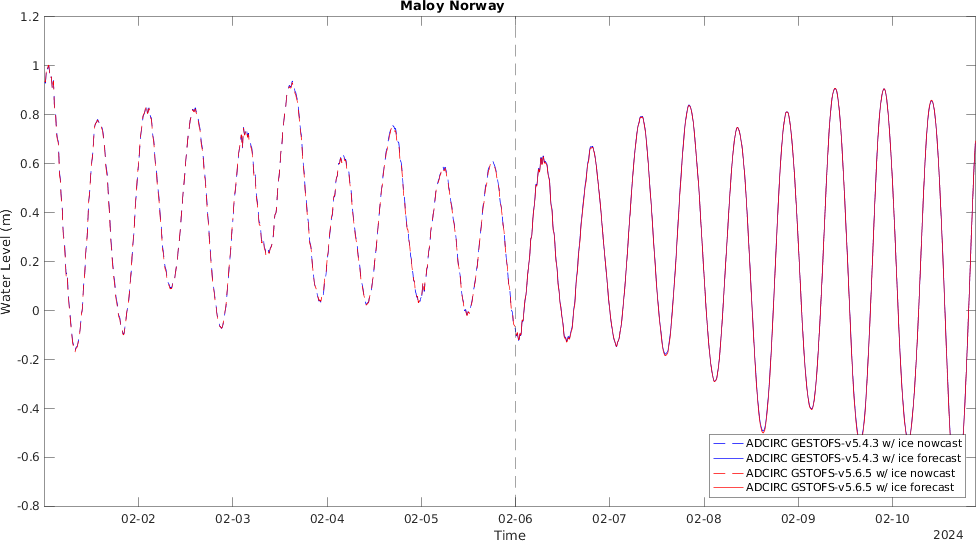 Maloy Norway
1.2
1
0.8
0.6
0.4
0.2
0
-0.2
-0.4
-0.6
-0.8
Water Level (m)
ADCIRC GESTOFS-v5.4.3 w/ ice nowcast
ADCIRC GESTOFS-v5.4.3 w/ ice forecast
ADCIRC GSTOFS-v5.6.5 w/ ice nowcast
ADCIRC GSTOFS-v5.6.5 w/ ice forecast
02-02 02-03 02-04 02-05 02-06 02-07 02-08 02-09 02-10
Time
2024